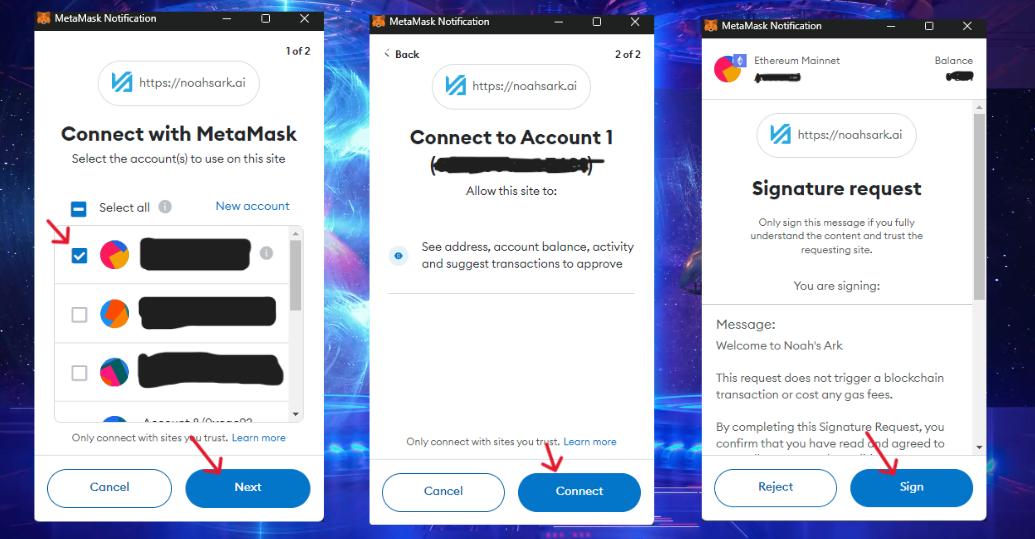 MetaMask Notification
1 of 2
https://noahsark.ai
Connect with MetaMask
Select the account(s) to use on this site
Select all
New account
Only connect with sites you trust. Learn more
Cancel
Next
MetaMask Notification
Back
2 of 2
https://noahsark.ai
Connect to Account 1
Allow this site to:
See address, account balance, activity
and suggest transactions to approve
Only connect with sites you trust. Learn more
Cancel
Connect
MetaMask Notification
Ethereum Mainnet
Balance
https://noahsark.ai
Signature request
Only sign this message if you fully
understand the content and trust the
requesting site.
You are signing:
Message:
Welcome to Noah's Ark
This request does not trigger a blockchain
transaction or cost any gas fees.
By completing this Signature Request, you
confirm that you have read and agreed to
Reject
Sign